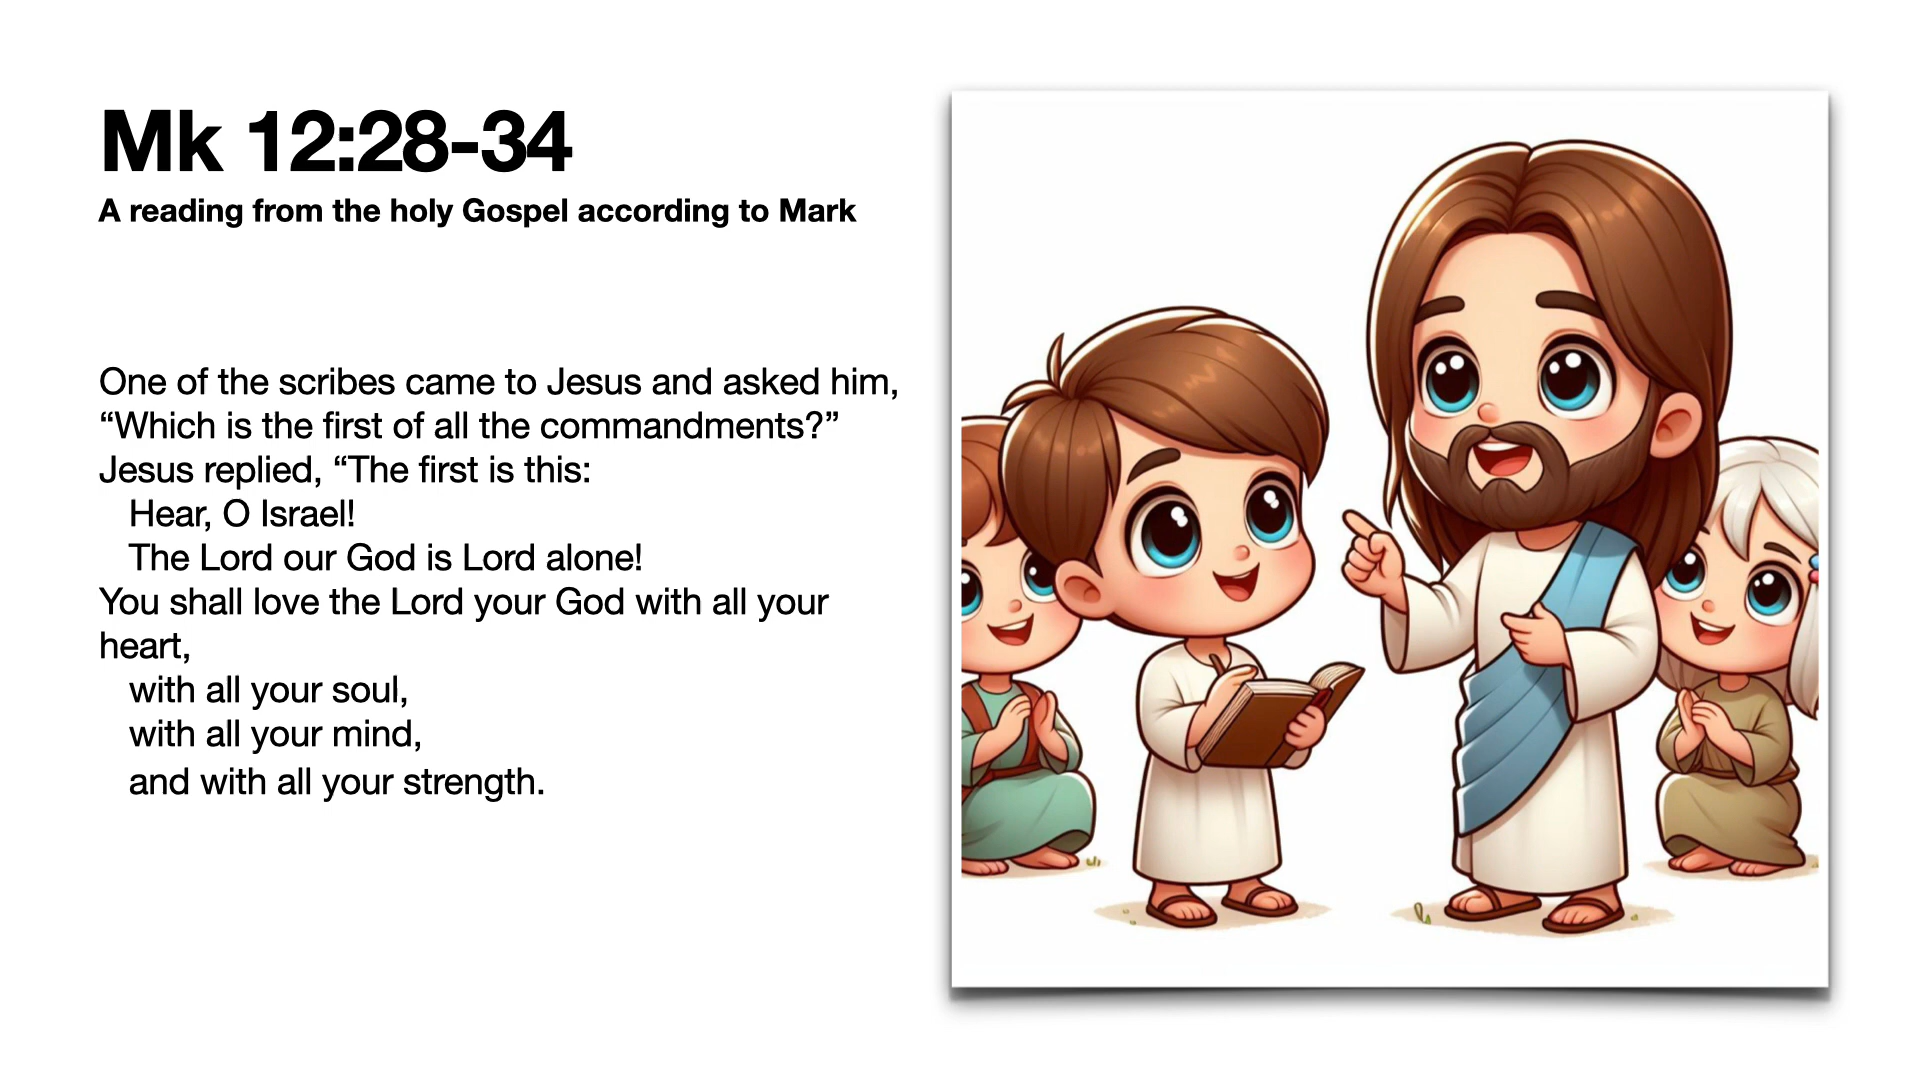 Mk 12:28-34
A reading from the holy Gospel according to Mark
One of the scribes came to Jesus and asked him,
“Which is the first of all the commandments?”
Jesus replied, “The first is this:
Hear, O Israel!
The Lord our God is Lord alone!
You shall love the Lord your God with all your
heart,
with all your soul,
with all your mind,
and with all your strength.